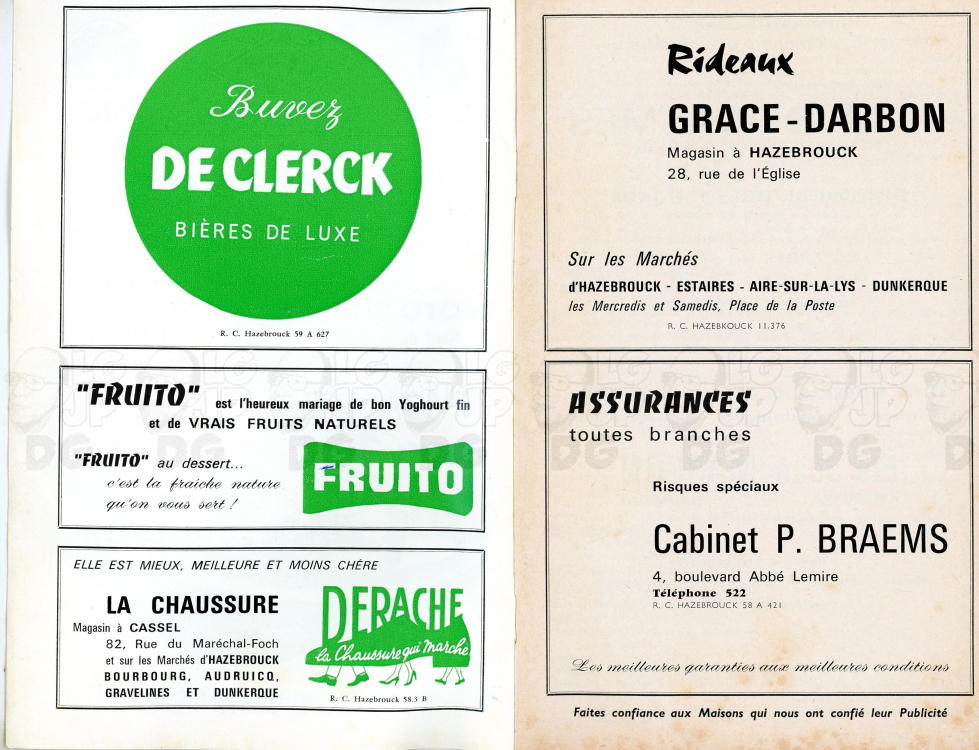 Buvez
DE CLERCK
BIÈRES DE LUXE
R. C. Hazebrouck 59 A 627
"FRUITO" est l'heureux mariage de bon Yoghourt fin
et de VRAIS FRUITS NATURELS
"FRUITO" au dessert...
c'est la fraîche nature
qu'on vous sert !
FRUITO
ELLE EST MIEUX, MEILLEURE ET MOINS CHÉRE
LA CHAUSSURE
Magasin à CASSEL
82, Rue du Maréchal-Foch
et sur les Marchés d'HAZEBROUCK
BOURBOURG, AUDRUICQ,
GRAVELINES ET DUNKERQUE
DERACHE
la Chaussure qui Marche
R. C. Hazebrouck 58.3 B
Rideaux
GRACE - DARBON
Magasin à HAZEBROUCK
28, rue de l'Église
Sur les Marchés
d'HAZEBROUCK - ESTAIRES - AIRE-SUR-LA-LYS - DUNKERQUE
les Mercredis et Samedis, Place de la Poste
R. C. HAZEBKOUCK 11.376
ASSURANCES
toutes branches
Risques spéciaux
Cabinet P. BRAEMS
4, boulevard Abbé Lemire
Téléphone 522
R. C. HAZEBROUCK 58 A 421
Les meilleures garanties aux meilleures conditions
Faites confiance aux Maisons qui nous ont confié leur Publicité
LG JP DG